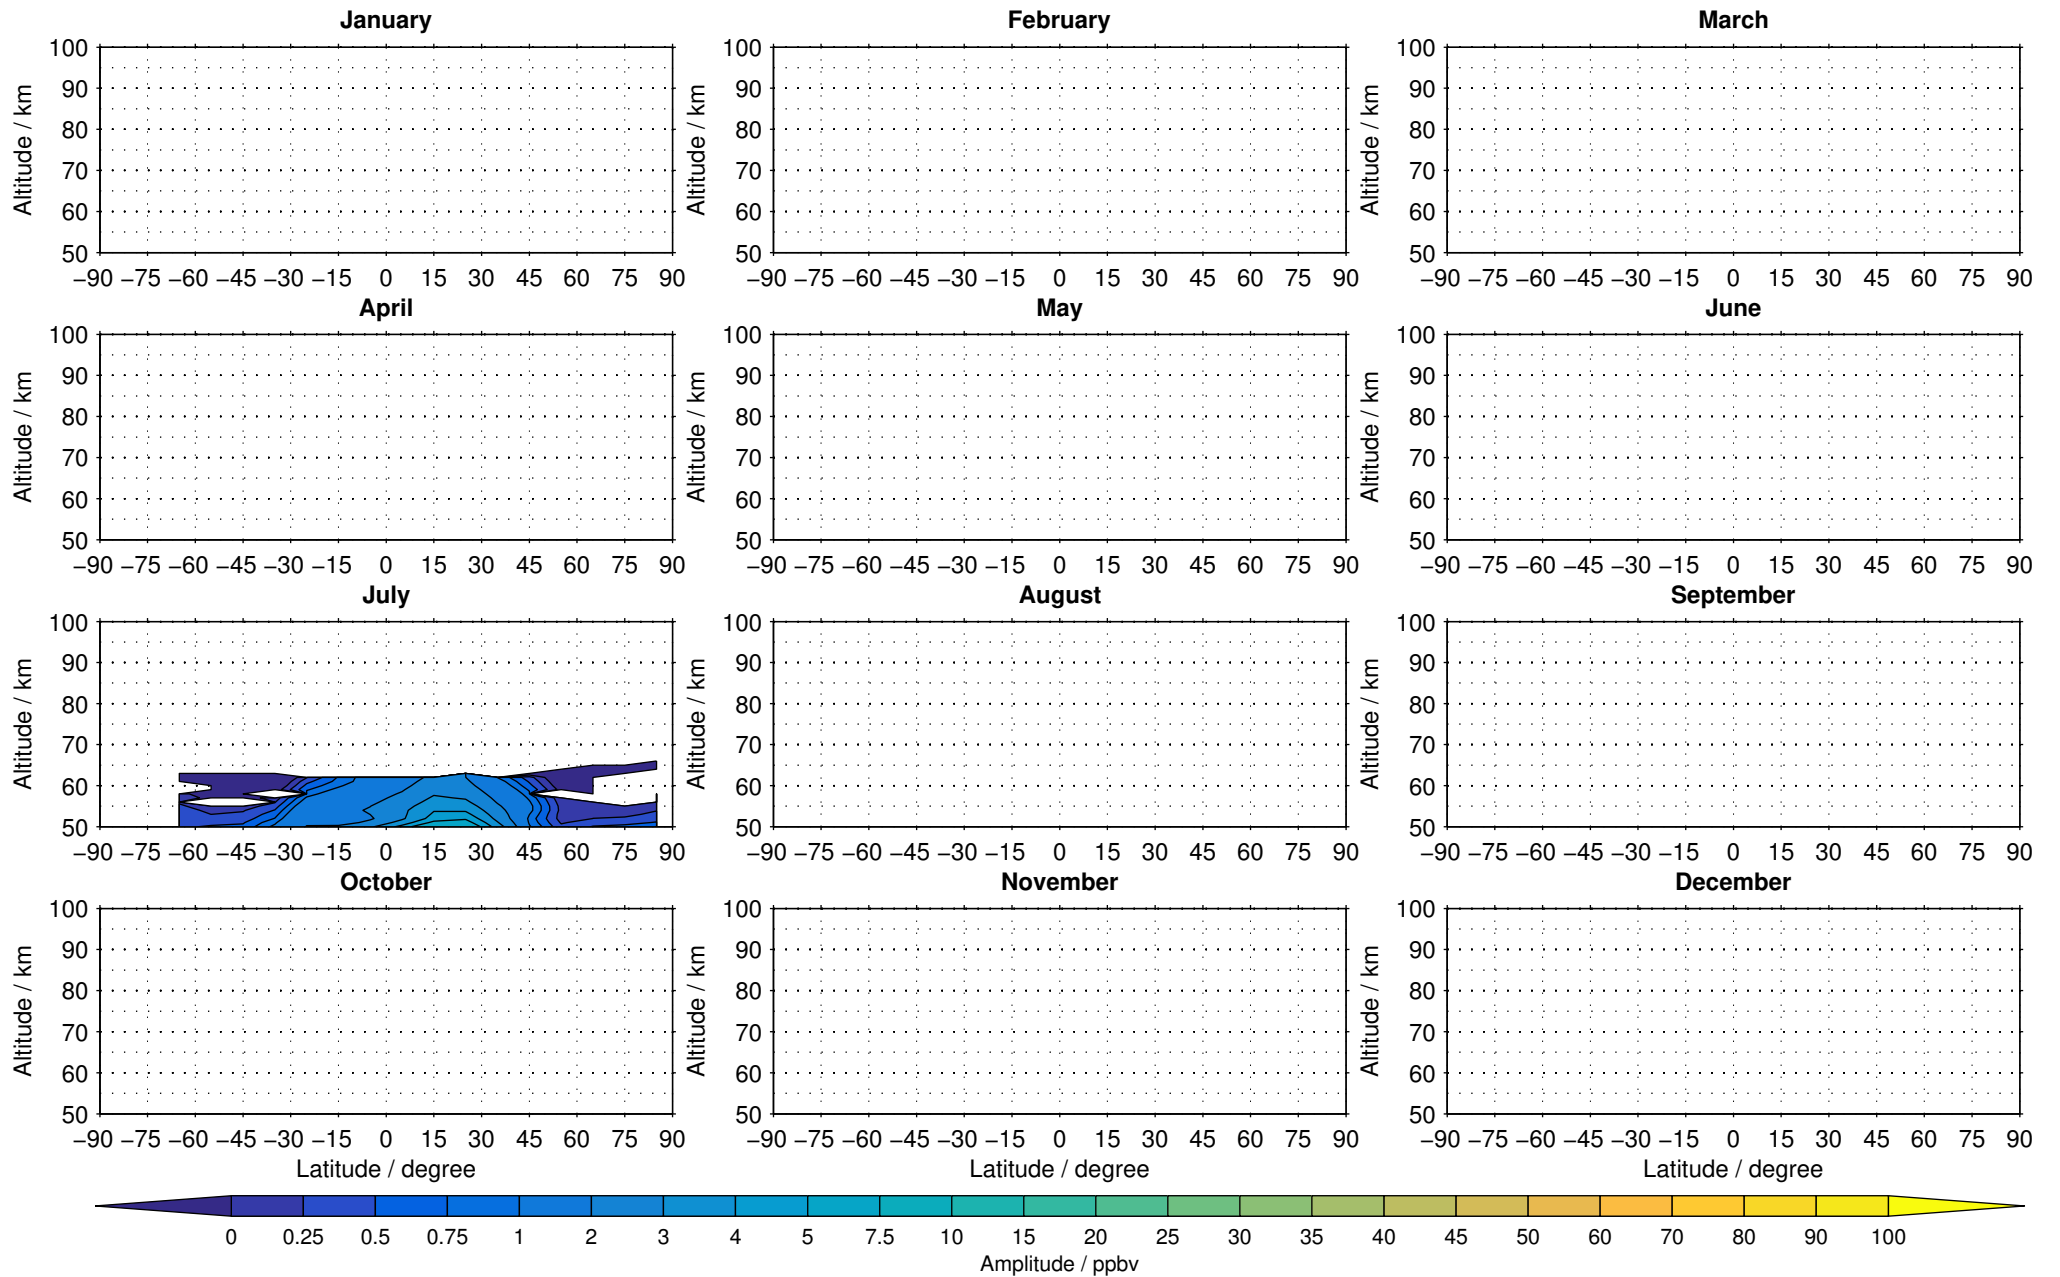 January February March
100 100 100
Altitude / km 90 Altitude / km 90 Altitude / km 90
80 80 80
70 70 70
60 60 60
50 50 50
−90 −75 −60 −45 −30 −15 0 15 30 45 60 75 90 −90 −75 −60 −45 −30 −15 0 15 30 45 60 75 90 −90 −75 −60 −45 −30 −15 0 15 30 45 60 75 90
April May June
100 100 100
Altitude / km 90 Altitude / km 90 Altitude / km 90
80 80 80
70 70 70
60 60 60
50 50 50
−90 −75 −60 −45 −30 −15 0 15 30 45 60 75 90 −90 −75 −60 −45 −30 −15 0 15 30 45 60 75 90 −90 −75 −60 −45 −30 −15 0 15 30 45 60 75 90
July August September
100 100 100
Altitude / km 90 Altitude / km 90 Altitude / km 90
80 80 80
70 70 70
60 60 60
50 50 50
−90 −75 −60 −45 −30 −15 0 15 30 45 60 75 90 −90 −75 −60 −45 −30 −15 0 15 30 45 60 75 90 −90 −75 −60 −45 −30 −15 0 15 30 45 60 75 90
October November December
100 100 100
Altitude / km 90 Altitude / km 90 Altitude / km 90
80 80 80
70 70 70
60 60 60
50 50 50
−90 −75 −60 −45 −30 −15 0 15 30 45 60 75 90 −90 −75 −60 −45 −30 −15 0 15 30 45 60 75 90 −90 −75 −60 −45 −30 −15 0 15 30 45 60 75 90
Latitude / degree Latitude / degree Latitude / degree
0 0.25 0.5 0.75 1 2 3 4 5 7.5 10 15 20 25 30 35 40 45 50 60 70 80 90 100
Amplitude / ppbv